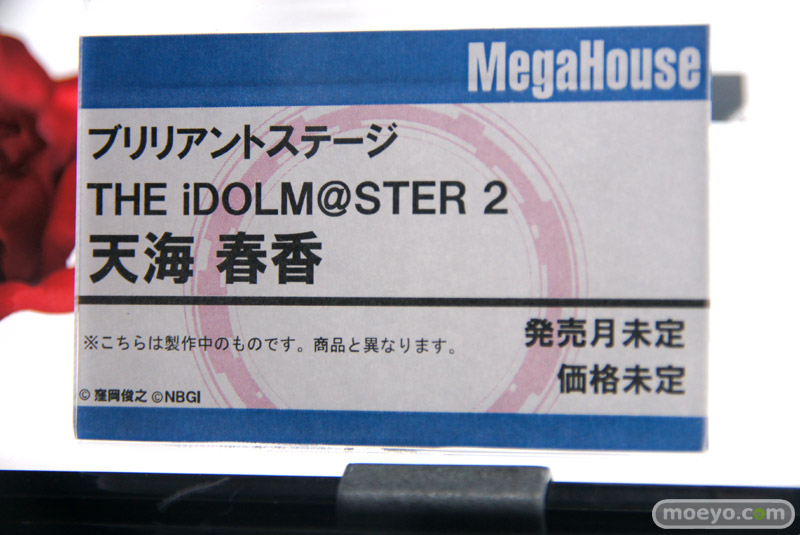 MegaHouse
ブリリアントステージ
THE iDOLM@STER 2
天海 春香
※こちらは製作中のものです。商品と異なります。
発売月未定
価格未定
© 窪岡俊之 ©NBGI
moeyo.com